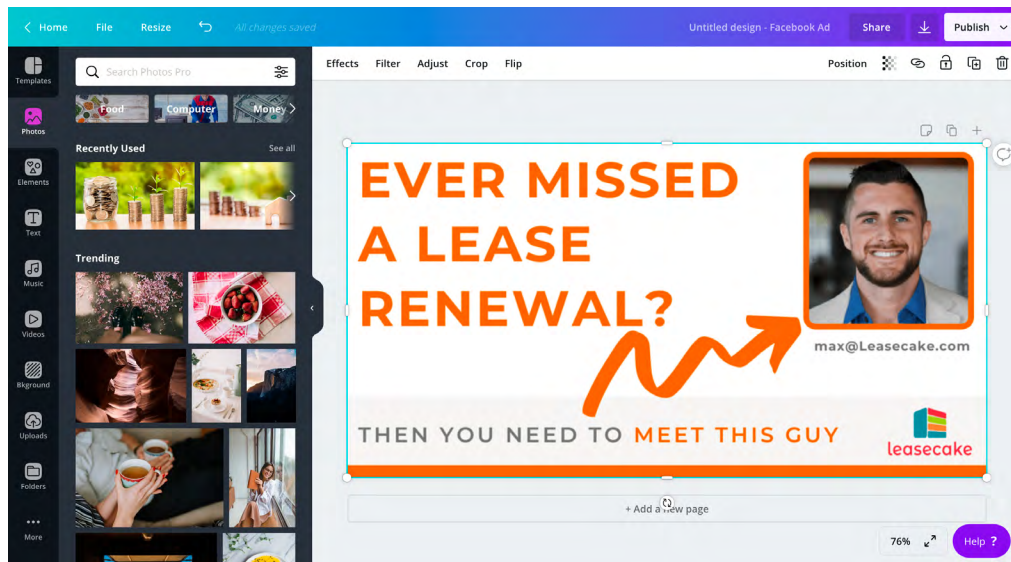 Home File Resize All changes saved Untitled design - Facebook Ad Share Publish
Templates
Photos
Elements
Text
Music
Videos
Bkground
Uploads
Folders
More
Search Photos Pro
Food Computer Money
Recently Used See all
Trending
Effects Filter Adjust Crop Flip Position
EVER MISSED
A LEASE
RENEWAL?
max@Leasecake.com
THEN YOU NEED TO MEET THIS GUY
leasecake
+ Add a new page
76% Help ?